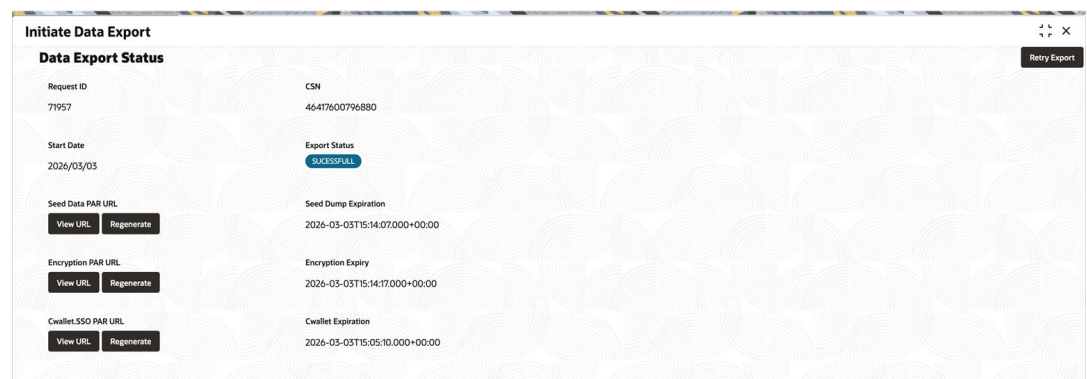 Initiate Data Export
Data Export Status
Retry Export
Request ID
CSN
71957
46417600796880
Start Date
Export Status
2026/03/03
SUCESSFULL
Seed Data PAR URL
Seed Dump Expiration
View URL Regenerate
2026-03-03T15:14:07.000+00:00
Encryption PAR URL
Encryption Expiry
View URL Regenerate
2026-03-03T15:14:17.000+00:00
Cwallet.SSO PAR URL
Cwallet Expiration
View URL Regenerate
2026-03-03T15:05:10.000+00:00